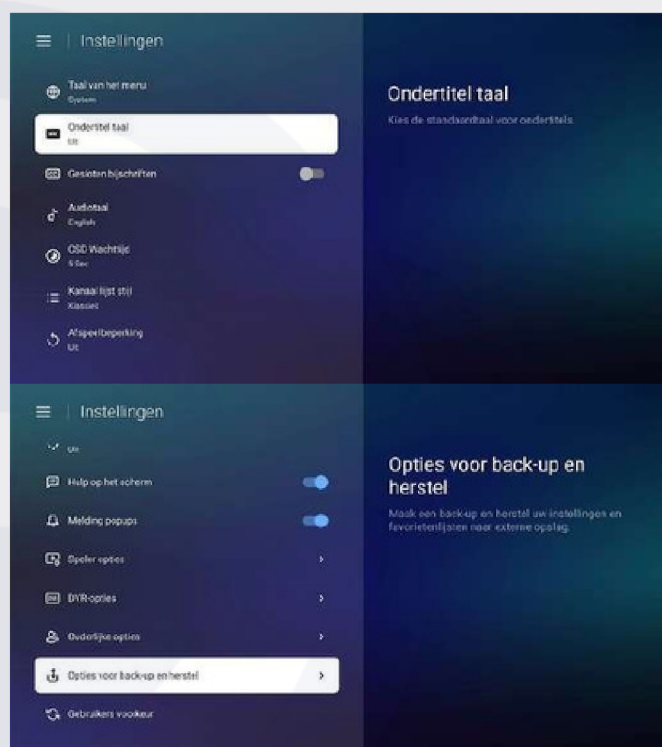 Instellingen
Taal van het menu
System
Ondertitel taal
Uit
Gesloten bijschriften
Audiotaal
English
OSD Wachttijd
5 Sec
Kanaal lijst stijl
Klassiek
Afspeelbeperking
Uit
Ondertitel taal
Kies de standaardtaal voor ondertitels.
Instellingen
Uit
Hulp op het scherm
Melding popups
Speler opties
DVR-opties
Ouderlijke opties
Opties voor back-up en herstel
Gebruikers voorkeur
Opties voor back-up en
herstel
Maak een back-up en herstel uw instellingen en
favorietenlijsten naar externe opslag.